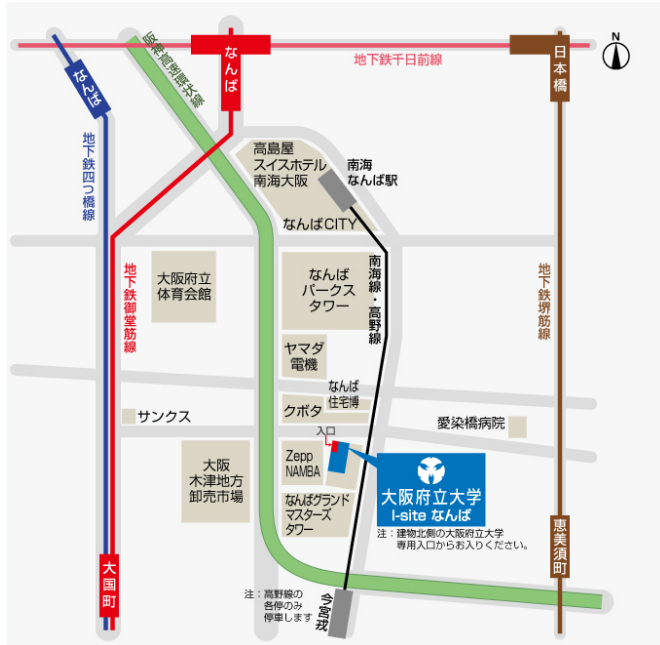 N
地下鉄千日前線
なんば
なんば
日本橋
阪神高速環状線
地下鉄四つ橋線
高島屋
スイスホテル
南海大阪
南海
なんば駅
なんばCITY
大阪府立
体育会館
なんば
パークス
タワー
南海線・高野線
地下鉄御堂筋線
地下鉄堺筋線
ヤマダ
電機
なんば
住宅博
クボタ
サンクス
入口
愛染橋病院
大阪
木津地方
卸売市場
Zepp
NAMBA
大阪府立大学
I-site なんば
なんばグランド
マスターズ
タワー
注：建物北側の大阪府立大学
専用入口からお入りください。
大国町
恵美須町
注：高野線の
各停のみ
停車します
今宮戎